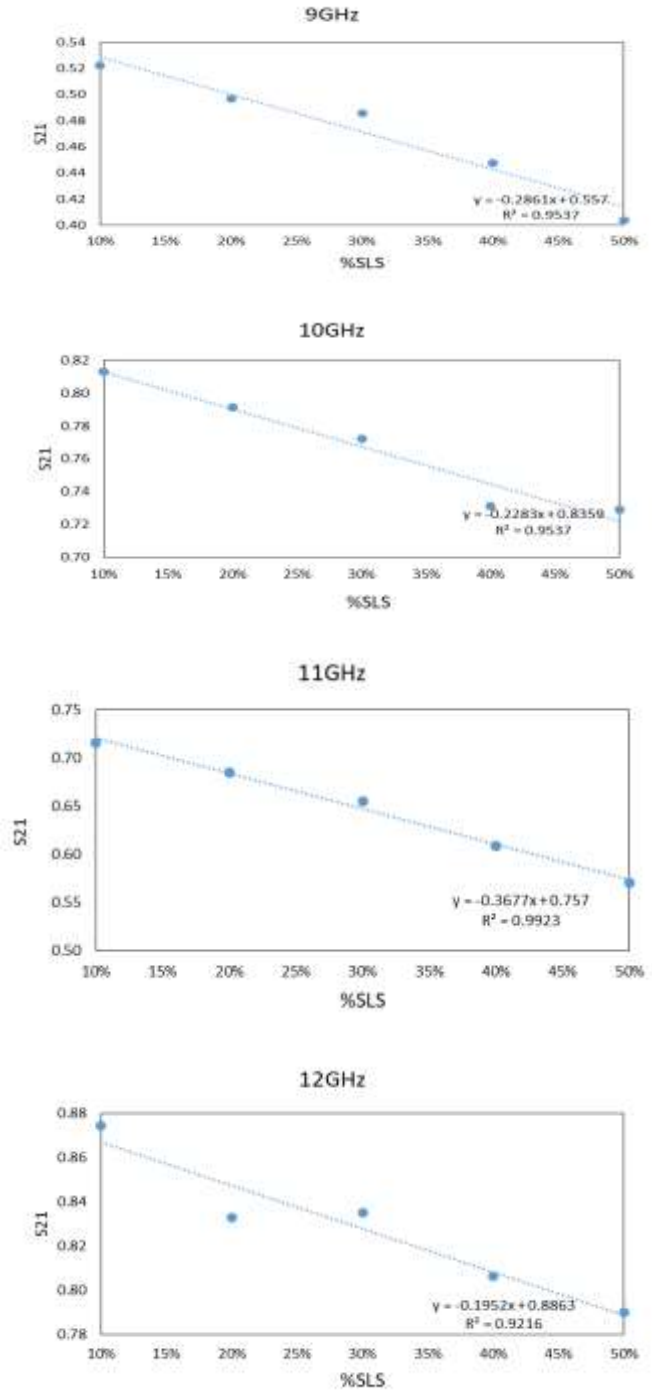 9GHz
0.54
0.52
0.50
0.48
0.46
0.44
0.42
0.40
S21
y = -0.2861x + 0.557
R² = 0.9537
10% 15% 20% 25% 30% 35% 40% 45% 50%
%SLS
10GHz
0.82
0.80
0.78
0.76
0.74
0.72
0.70
S21
y = -0.2283x + 0.8359
R² = 0.9537
10% 15% 20% 25% 30% 35% 40% 45% 50%
%SLS
11GHz
0.75
0.70
0.65
0.60
0.55
0.50
S21
y = -0.3677x + 0.757
R² = 0.9923
10% 15% 20% 25% 30% 35% 40% 45% 50%
%SLS
12GHz
0.88
0.86
0.84
0.82
0.80
0.78
S21
y = -0.1952x + 0.8863
R² = 0.9216
10% 15% 20% 25% 30% 35% 40% 45% 50%
%SLS